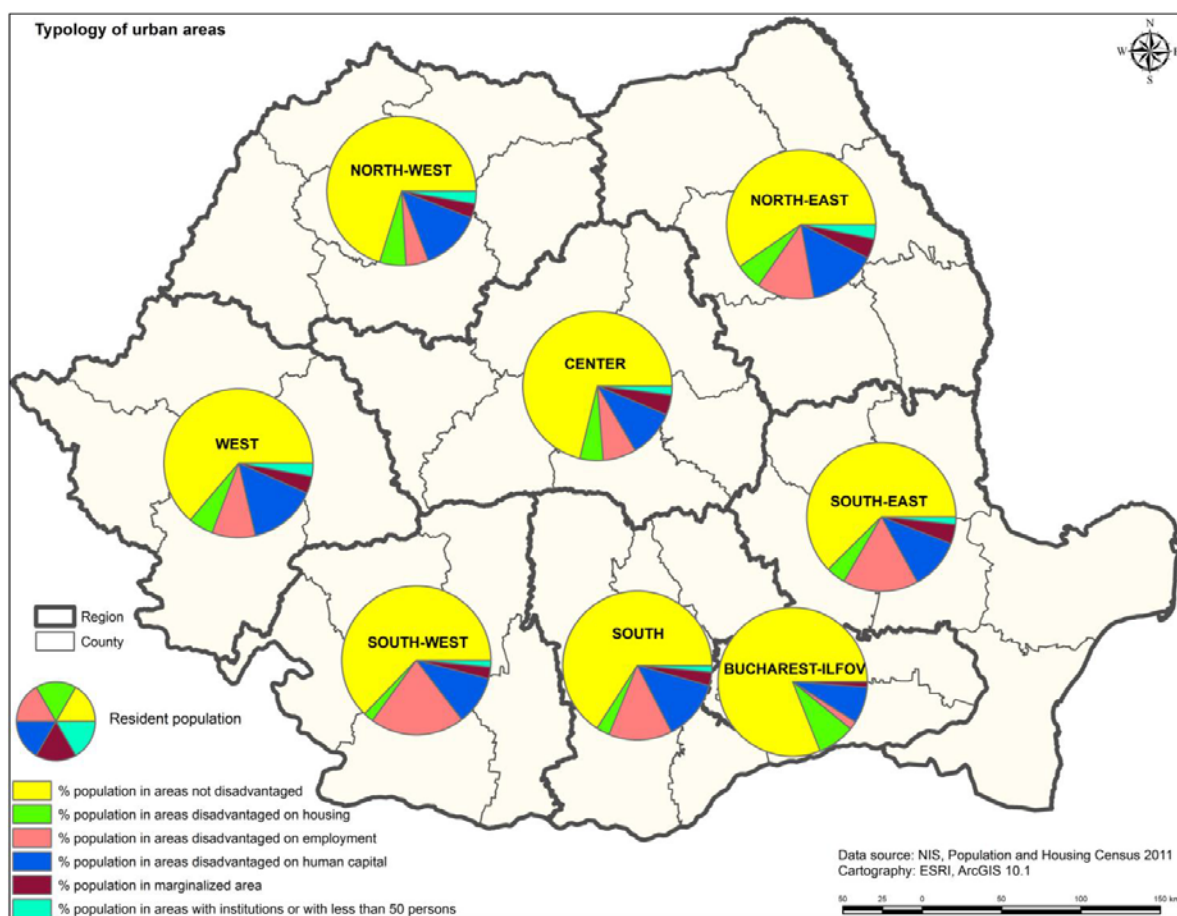 Typology of urban areas
N
W
E
S
NORTH-WEST
NORTH-EAST
CENTER
WEST
SOUTH-EAST
SOUTH-WEST
SOUTH
BUCHAREST-ILFOV
Region
County
Resident population
% population in areas not disadvantaged
% population in areas disadvantaged on housing
% population in areas disadvantaged on employment
% population in areas disadvantaged on human capital
% population in marginalized area
% population in areas with institutions or with less than 50 persons
Data source: NIS, Population and Housing Census 2011
Cartography: ESRI, ArcGIS 10.1
50 0 50 100 150 km